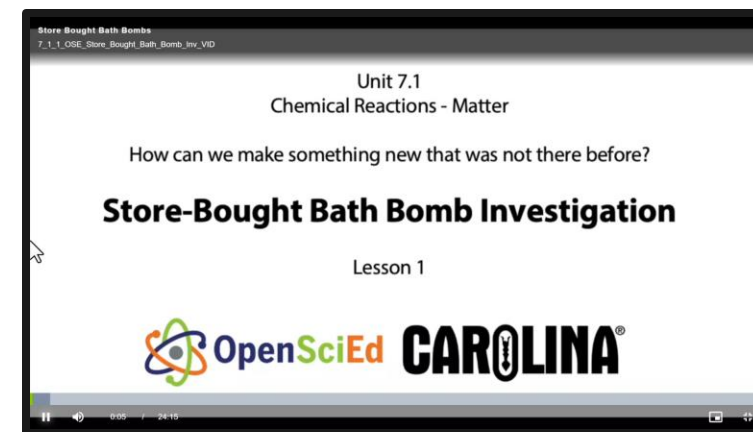 Store Bought Bath Bombs
7_1_1_OSE_Store_Bought_Bath_Bomb_Inv_VID
Unit 7.1
Chemical Reactions - Matter
How can we make something new that was not there before?
Store-Bought Bath Bomb Investigation
Lesson 1
OpenSciEd CAROLINA®
0:05 / 24:15